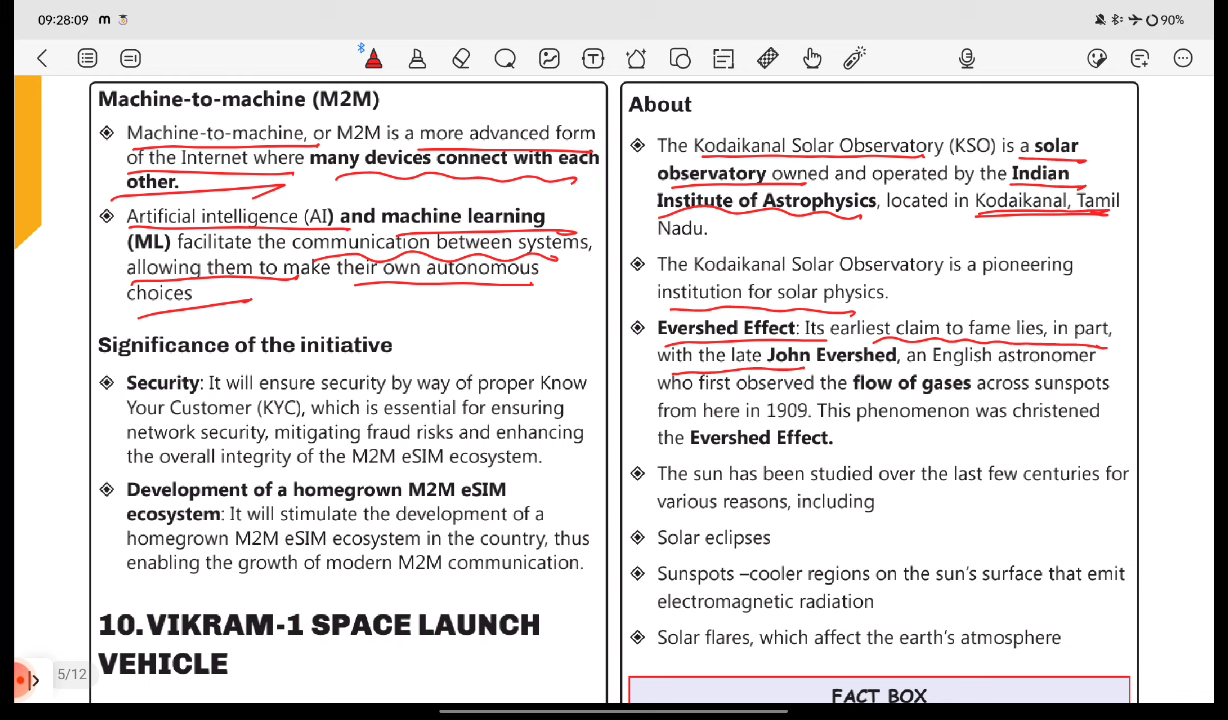 09:28:09 m
90%
Machine-to-machine (M2M)
Machine-to-machine, or M2M is a more advanced form
of the Internet where many devices connect with each
other.
Artificial intelligence (AI) and machine learning
(ML) facilitate the communication between systems,
allowing them to make their own autonomous
choices
Significance of the initiative
Security: It will ensure security by way of proper Know
Your Customer (KYC), which is essential for ensuring
network security, mitigating fraud risks and enhancing
the overall integrity of the M2M eSIM ecosystem.
Development of a homegrown M2M eSIM
ecosystem: It will stimulate the development of a
homegrown M2M eSIM ecosystem in the country, thus
enabling the growth of modern M2M communication.
10. VIKRAM-1 SPACE LAUNCH
VEHICLE
5/12
About
The Kodaikanal Solar Observatory (KSO) is a solar
observatory owned and operated by the Indian
Institute of Astrophysics, located in Kodaikanal, Tamil
Nadu.
The Kodaikanal Solar Observatory is a pioneering
institution for solar physics.
Evershed Effect: Its earliest claim to fame lies, in part,
with the late John Evershed, an English astronomer
who first observed the flow of gases across sunspots
from here in 1909. This phenomenon was christened
the Evershed Effect.
The sun has been studied over the last few centuries for
various reasons, including
Solar eclipses
Sunspots –cooler regions on the sun's surface that emit
electromagnetic radiation
Solar flares, which affect the earth's atmosphere
FACT BOX